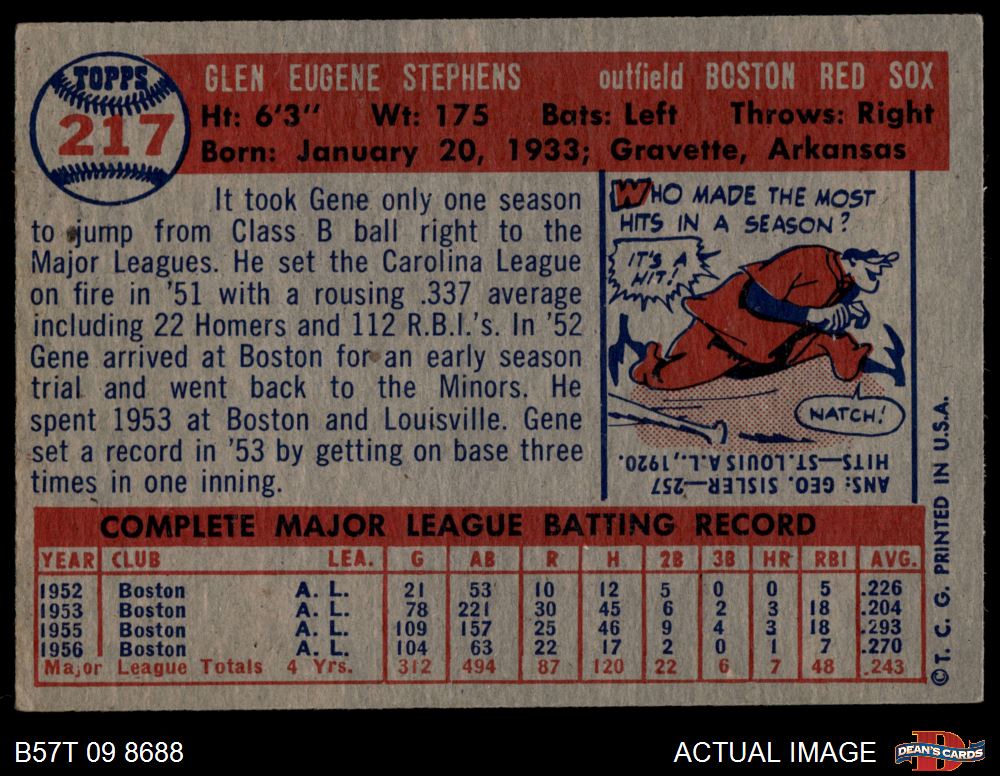 TOPPS
217
GLEN EUGENE STEPHENS outfield BOSTON RED SOX
Ht: 6'3" Wt: 175 Bats: Left Throws: Right
Born: January 20, 1933; Gravette, Arkansas
It took Gene only one season
to jump from Class B ball right to the
Major Leagues. He set the Carolina League
on fire in '51 with a rousing .337 average
including 22 Homers and 112 R.B.I.'s. In '52
Gene arrived at Boston for an early season
trial and went back to the Minors. He
spent 1953 at Boston and Louisville. Gene
set a record in '53 by getting on base three
times in one inning.
WHO MADE THE MOST
HITS IN A SEASON?
IT'S A
HIT!
NATCH!
ANS: GEO. SISLER—257
HITS—ST. LOUIS A.L., 1920.
COMPLETE MAJOR LEAGUE BATTING RECORD
YEAR CLUB LEA. G AB R H 2B 3B HR RBI AVG.
1952 Boston A. L. 21 53 10 12 5 0 0 5 .226
1953 Boston A. L. 78 221 30 45 6 2 3 18 .204
1955 Boston A. L. 109 157 25 46 9 4 3 18 .293
1956 Boston A. L. 104 63 22 17 2 0 1 7 .270
Major League Totals 4 Yrs. 312 494 87 120 22 6 7 48 .243
©T. C. G. PRINTED IN U.S.A.
B57T 09 8688
ACTUAL IMAGE
DEAN'S CARDS